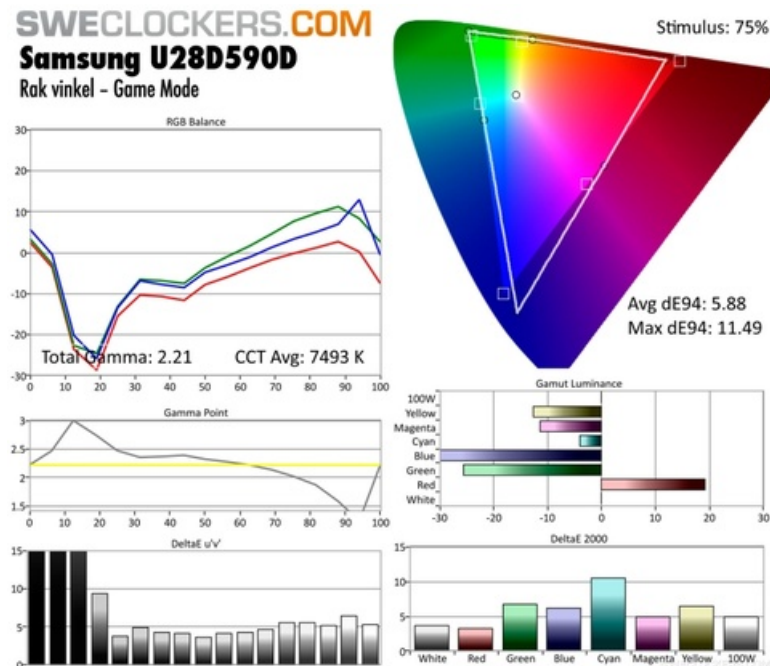 SWECLOCKERS.COM
Samsung U28D590D
Rak vinkel – Game Mode
Stimulus: 75%
RGB Balance
30
20
10
0
-10
-20
-30
Total Gamma: 2.21 CCT Avg: 7493 K
0 10 20 30 40 50 60 70 80 90 100
Avg dE94: 5.88
Max dE94: 11.49
Gamma Point
3
2.5
2
1.5
0 10 20 30 40 50 60 70 80 90 100
Gamut Luminance
100W
Yellow
Magenta
Cyan
Blue
Green
Red
White
-30 -20 -10 0 10 20 30
DeltaE u'v'
15
10
5
0
DeltaE 2000
15
10
5
0
White Red Green Blue Cyan Magenta Yellow 100W